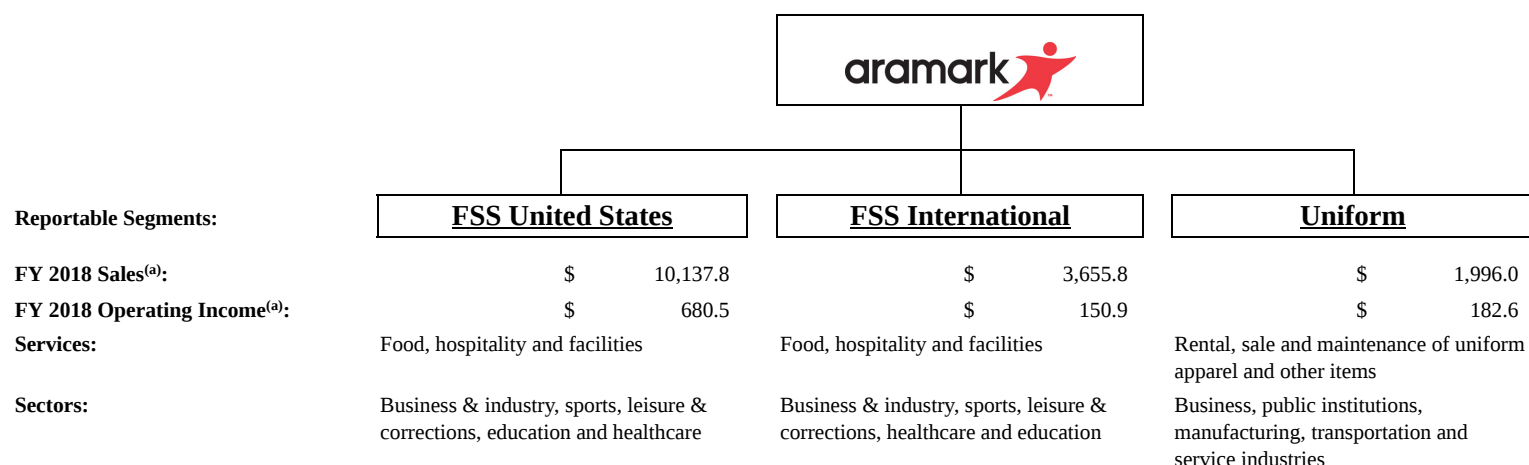 aramark
Reportable Segments: FSS United States FSS International Uniform
FY 2018 Sales(a): $ 10,137.8 $ 3,655.8 $ 1,996.0
FY 2018 Operating Income(a): $ 680.5 $ 150.9 $ 182.6
Services: Food, hospitality and facilities Food, hospitality and facilities Rental, sale and maintenance of uniform
apparel and other items
Sectors: Business & industry, sports, leisure & Business & industry, sports, leisure & Business, public institutions,
corrections, education and healthcare corrections, healthcare and education manufacturing, transportation and
service industries